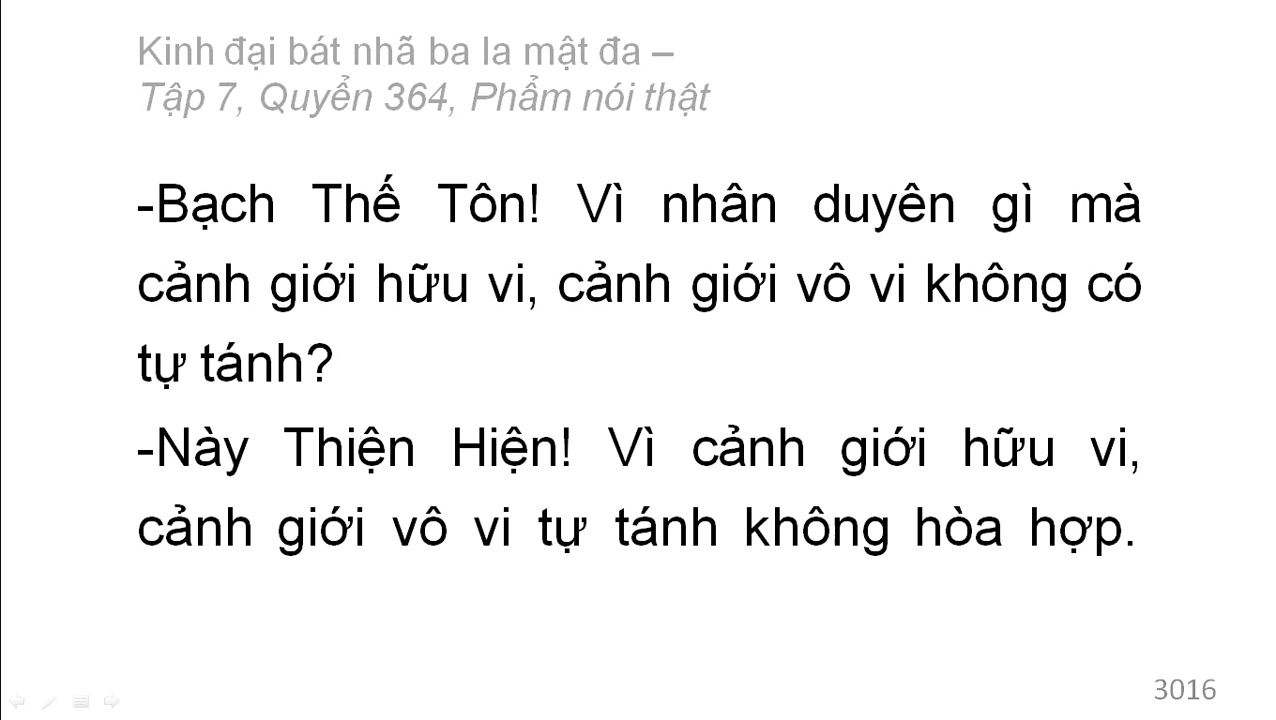 Kinh đại bát nhã ba la mật đa –
Tập 7, Quyển 364, Phẩm nói thật
-Bạch Thế Tôn! Vì nhân duyên gì mà
cảnh giới hữu vi, cảnh giới vô vi không có
tự tánh?
-Này Thiện Hiện! Vì cảnh giới hữu vi,
cảnh giới vô vi tự tánh không hòa hợp.
3016